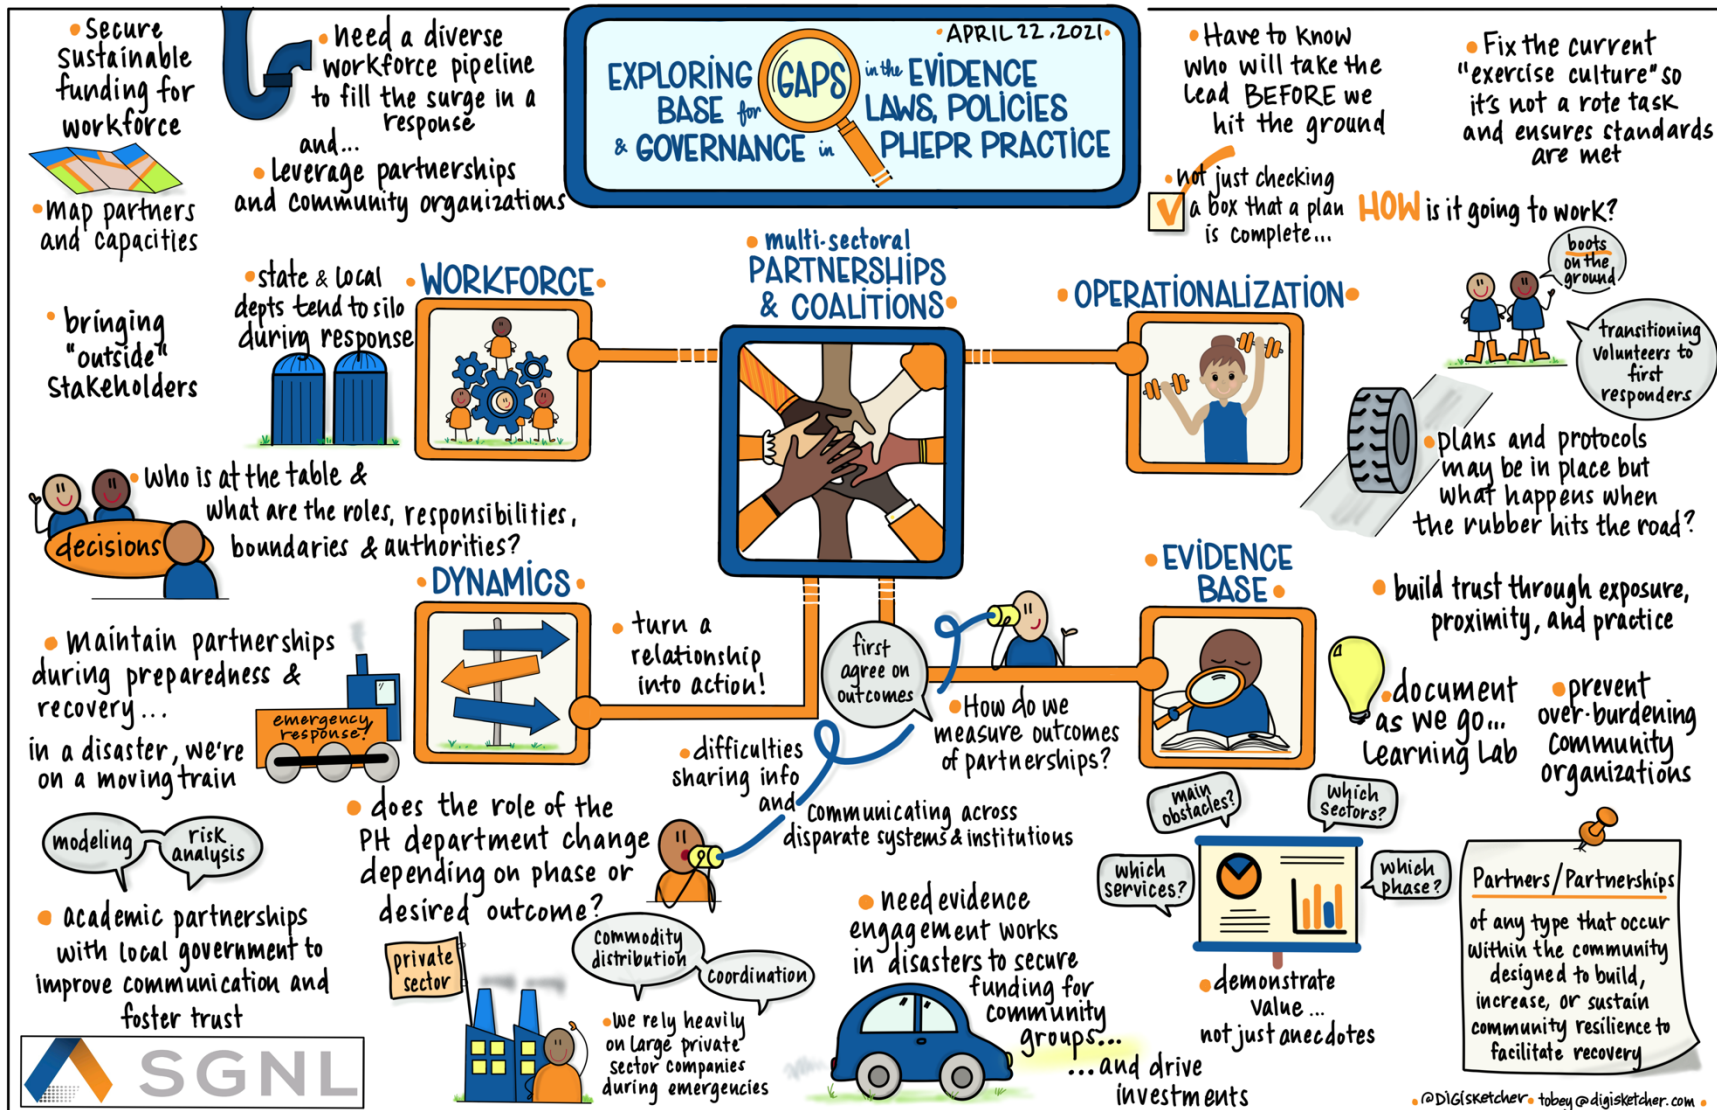 • APRIL 22, 2021 •
EXPLORING GAPS in the EVIDENCE
BASE for LAWS, POLICIES
& GOVERNANCE in PHEPR PRACTICE
• Secure
Sustainable
funding for
workforce
• need a diverse
workforce pipeline
to fill the surge in a
response
and...
• Leverage partnerships
and community organizations
• Map partners
and capacities
• bringing
"outside"
stakeholders
• state & local
depts tend to silo
during response
• WORKFORCE •
• multi-sectoral
PARTNERSHIPS
& COALITIONS •
• Have to know
who will take the
lead BEFORE we
hit the ground
• Fix the current
"exercise culture" so
it's not a rote task
and ensures standards
are met
• not just checking
a box that a plan
is complete...
HOW is it going to work?
• OPERATIONALIZATION •
boots
on the
ground
transitioning
volunteers to
first
responders
• plans and protocols
may be in place but
what happens when
the rubber hits the road?
• who is at the table &
what are the roles, responsibilities,
boundaries & authorities?
decisions
• DYNAMICS •
• turn a
relationship
into action!
• maintain partnerships
during preparedness &
recovery...
in a disaster, we're
on a moving train
emergency
response!
modeling
risk
analysis
• academic partnerships
with local government to
improve communication and
foster trust
• does the role of the
PH department change
depending on phase or
desired outcome?
private
sector
commodity
distribution
coordination
• we rely heavily
on large private
sector companies
during emergencies
first
agree on
outcomes
• difficulties
sharing info
and
communicating across
disparate systems & institutions
• How do we
measure outcomes
of partnerships?
• EVIDENCE
BASE •
• build trust through exposure,
proximity, and practice
• document
as we go...
Learning Lab
• prevent
over-burdening
community
organizations
main
obstacles?
which
sectors?
which
services?
which
phase?
• demonstrate
value...
not just anecdotes
• need evidence
engagement works
in disasters to secure
funding for
community
groups...
...and drive
investments
Partners/Partnerships
of any type that occur
within the community
designed to build,
increase, or sustain
community resilience to
facilitate recovery
SGNL
• @DiGisketcher • tobey@digisketcher.com •